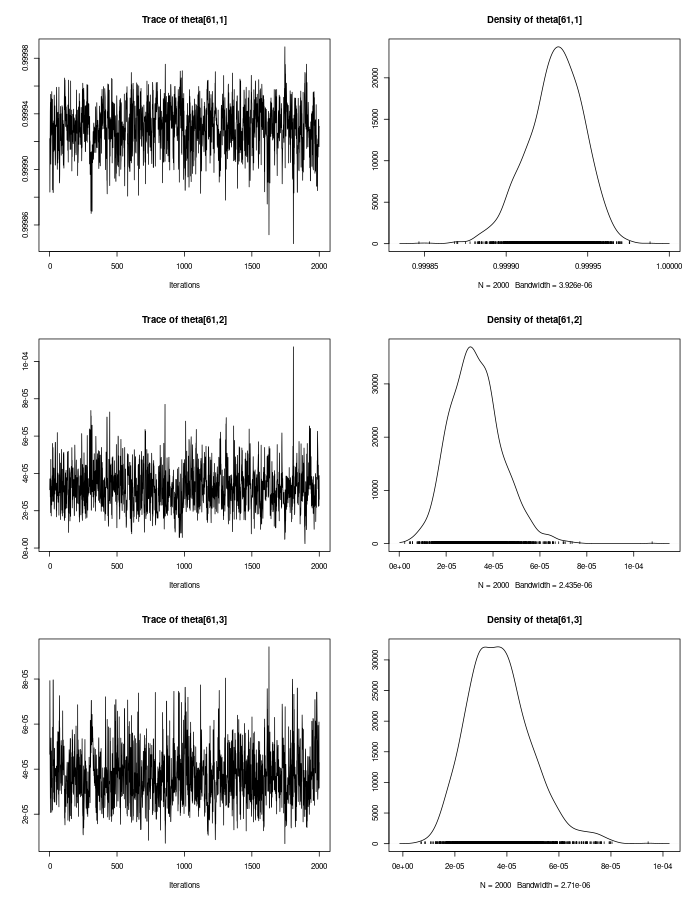 Trace of theta[61,1]
0.99986 0.99990 0.99994 0.99998
0 500 1000 1500 2000
Iterations
Density of theta[61,1]
0 5000 10000 15000 20000
0.99985 0.99990 0.99995 1.00000
N = 2000 Bandwidth = 3.926e-06
Trace of theta[61,2]
0e+00 2e-05 4e-05 6e-05 8e-05 1e-04
0 500 1000 1500 2000
Iterations
Density of theta[61,2]
0 10000 20000 30000
0e+00 2e-05 4e-05 6e-05 8e-05 1e-04
N = 2000 Bandwidth = 2.435e-06
Trace of theta[61,3]
2e-05 4e-05 6e-05 8e-05
0 500 1000 1500 2000
Iterations
Density of theta[61,3]
0 5000 10000 15000 20000 25000 30000
0e+00 2e-05 4e-05 6e-05 8e-05 1e-04
N = 2000 Bandwidth = 2.71e-06